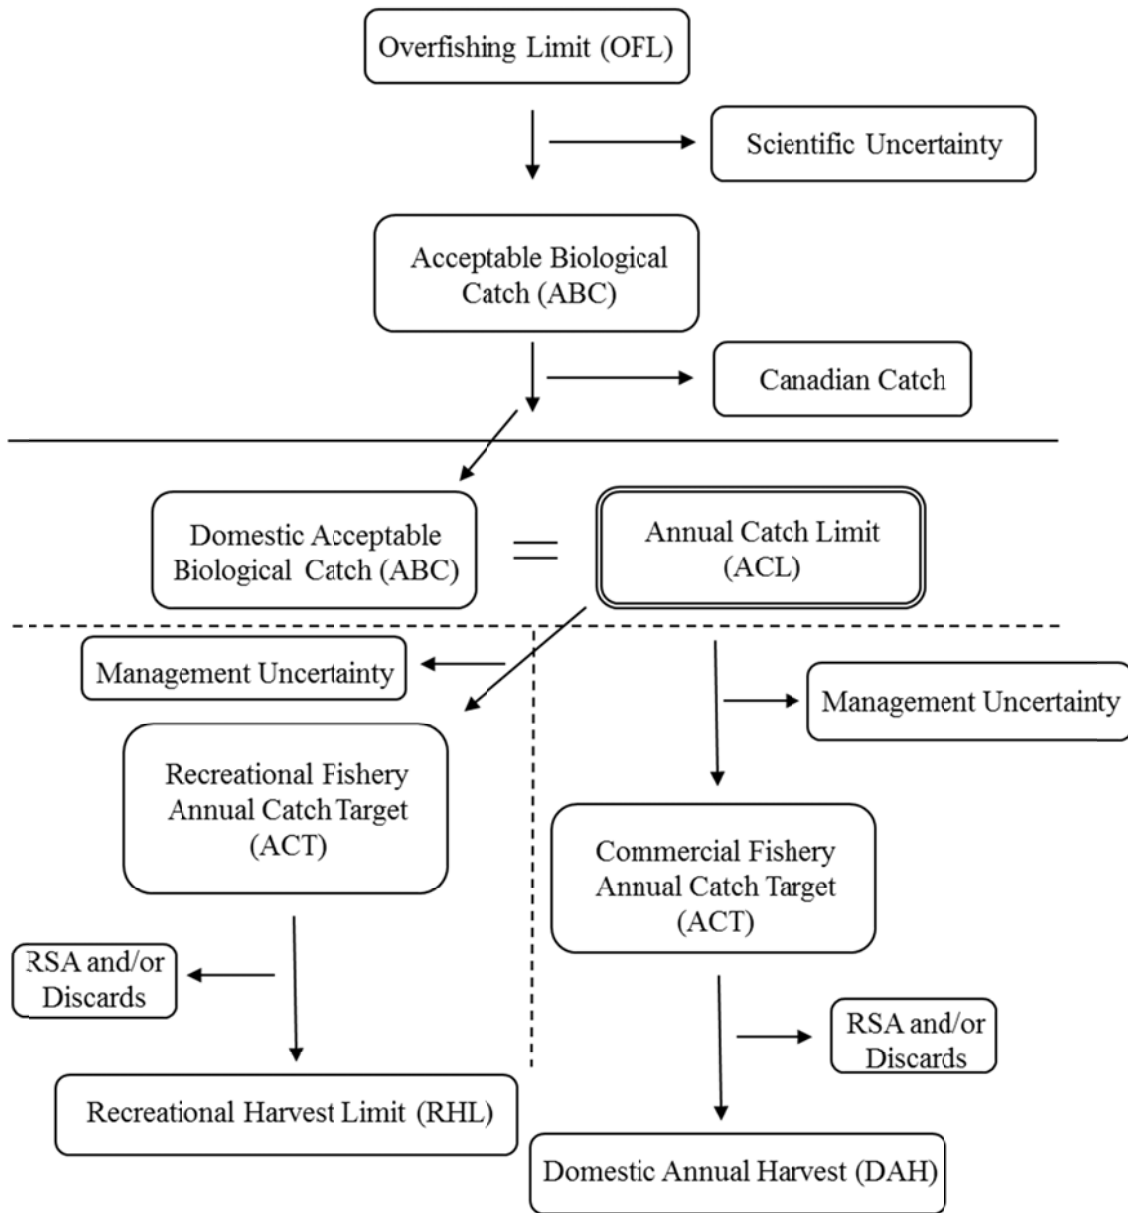 Overfishing Limit (OFL)
Scientific Uncertainty
Acceptable Biological
Catch (ABC)
Canadian Catch
Domestic Acceptable
Biological Catch (ABC)
=
Annual Catch Limit
(ACL)
Management Uncertainty
Management Uncertainty
Recreational Fishery
Annual Catch Target
(ACT)
Commercial Fishery
Annual Catch Target
(ACT)
RSA and/or
Discards
RSA and/or
Discards
Recreational Harvest Limit (RHL)
Domestic Annual Harvest (DAH)